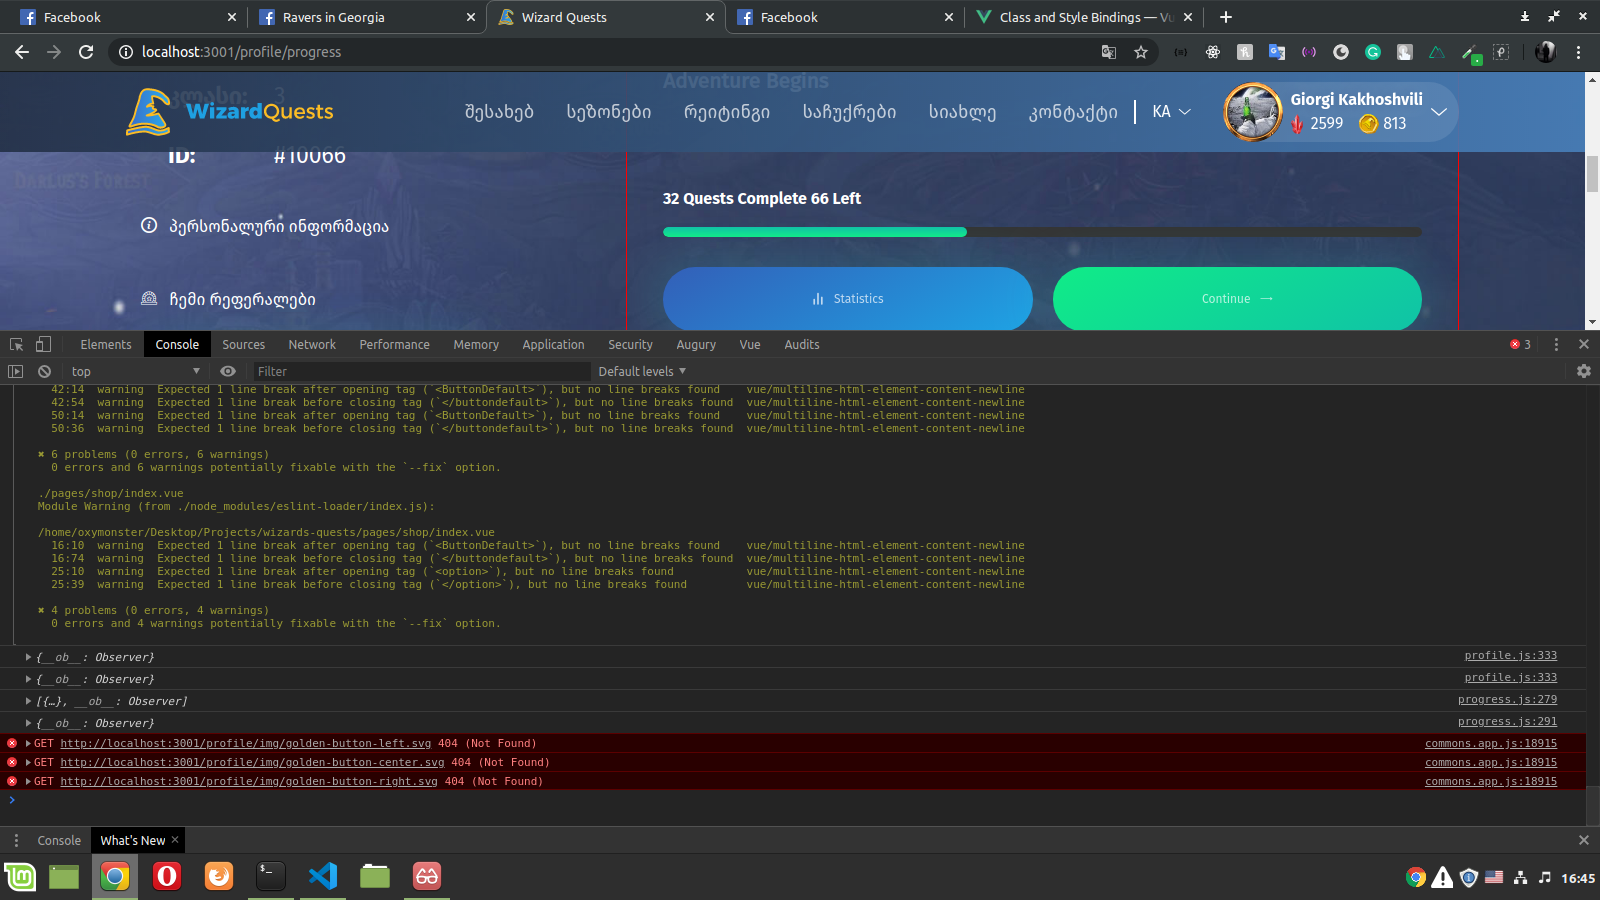 Facebook
Ravers in Georgia
Wizard Quests
Facebook
Class and Style Bindings — Vu
localhost:3001/profile/progress
Adventure Begins
კლასი: 3
WizardQuests
შესახებ
სეზონები
რეიტინგი
საჩუქრები
სიახლე
კონტაქტი
KA
Giorgi Kakhoshvili
2599
813
ID: #10066
DARLUS'S FOREST
32 Quests Complete 66 Left
პერსონალური ინფორმაცია
ჩემი რეფერალები
Statistics
Continue →
Elements Console Sources Network Performance Memory Application Security Augury Vue Audits
3
top
Filter
Default levels
42:14 warning Expected 1 line break after opening tag (`<ButtonDefault>`), but no line breaks found vue/multiline-html-element-content-newline
42:54 warning Expected 1 line break before closing tag (`</buttondefault>`), but no line breaks found vue/multiline-html-element-content-newline
50:14 warning Expected 1 line break after opening tag (`<ButtonDefault>`), but no line breaks found vue/multiline-html-element-content-newline
50:36 warning Expected 1 line break before closing tag (`</buttondefault>`), but no line breaks found vue/multiline-html-element-content-newline
✖ 6 problems (0 errors, 6 warnings)
0 errors and 6 warnings potentially fixable with the `--fix` option.
./pages/shop/index.vue
Module Warning (from ./node_modules/eslint-loader/index.js):
/home/oxymonster/Desktop/Projects/wizards-quests/pages/shop/index.vue
16:10 warning Expected 1 line break after opening tag (`<ButtonDefault>`), but no line breaks found vue/multiline-html-element-content-newline
16:74 warning Expected 1 line break before closing tag (`</buttondefault>`), but no line breaks found vue/multiline-html-element-content-newline
25:10 warning Expected 1 line break after opening tag (`<option>`), but no line breaks found vue/multiline-html-element-content-newline
25:39 warning Expected 1 line break before closing tag (`</option>`), but no line breaks found vue/multiline-html-element-content-newline
✖ 4 problems (0 errors, 4 warnings)
0 errors and 4 warnings potentially fixable with the `--fix` option.
{__ob__: Observer} profile.js:333
{__ob__: Observer} profile.js:333
[{…}, __ob__: Observer] progress.js:279
{__ob__: Observer} progress.js:291
GET http://localhost:3001/profile/img/golden-button-left.svg 404 (Not Found) commons.app.js:18915
GET http://localhost:3001/profile/img/golden-button-center.svg 404 (Not Found) commons.app.js:18915
GET http://localhost:3001/profile/img/golden-button-right.svg 404 (Not Found) commons.app.js:18915
Console What's New
16:45